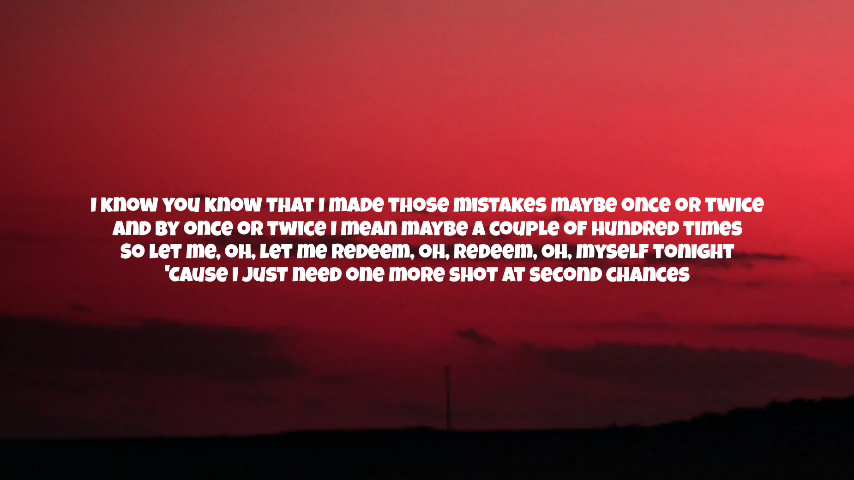 I know you know that I made those mistakes maybe once or twice
And by once or twice I mean maybe a couple of hundred times
So let me, oh, let me redeem, oh, redeem, oh, myself tonight
'Cause I just need one more shot at second chances